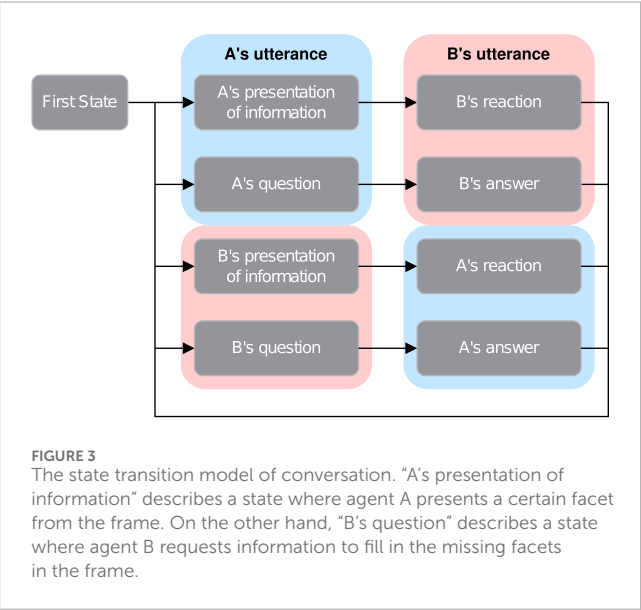 A's utterance
B's utterance
First State
A's presentation
of information
B's reaction
A's question
B's answer
B's presentation
of information
A's reaction
B's question
A's answer
FIGURE 3
The state transition model of conversation. “A’s presentation of
information” describes a state where agent A presents a certain facet
from the frame. On the other hand, “B’s question” describes a state
where agent B requests information to fill in the missing facets
in the frame.